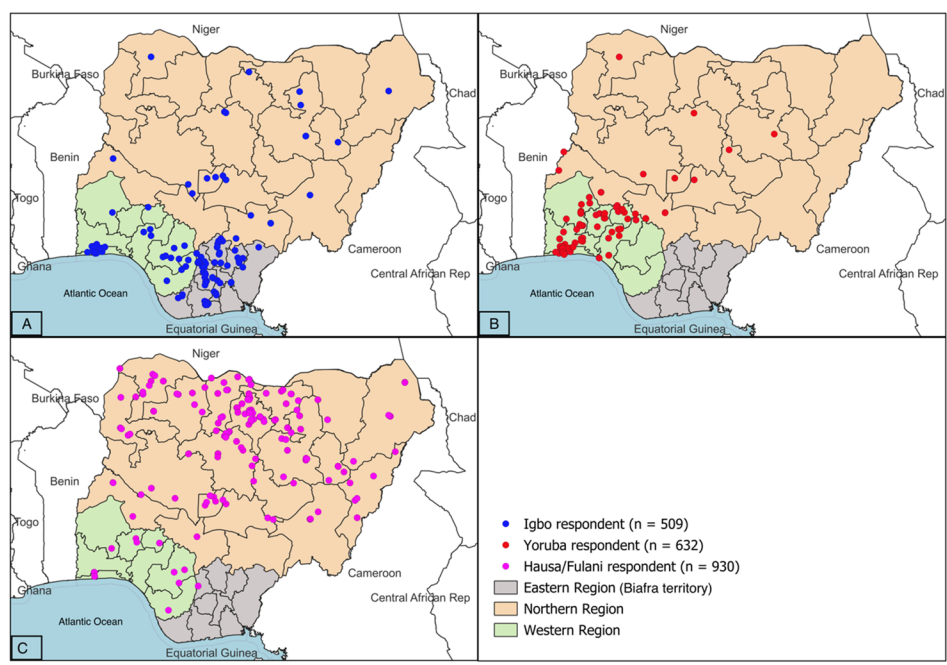 Niger
Burkina Faso
Chad
Benin
Togo
Cameroon
Ghana
Central African Rep
Atlantic Ocean
Equatorial Guinea
A
Niger
Burkina Faso
Chad
Benin
Togo
Cameroon
Ghana
Central African Rep
Atlantic Ocean
Equatorial Guinea
B
Niger
Burkina Faso
Chad
Benin
Togo
Cameroon
Ghana
Central African Rep
Atlantic Ocean
Equatorial Guinea
C
Igbo respondent (n = 509)
Yoruba respondent (n = 632)
Hausa/Fulani respondent (n = 930)
Eastern Region (Biafra territory)
Northern Region
Western Region